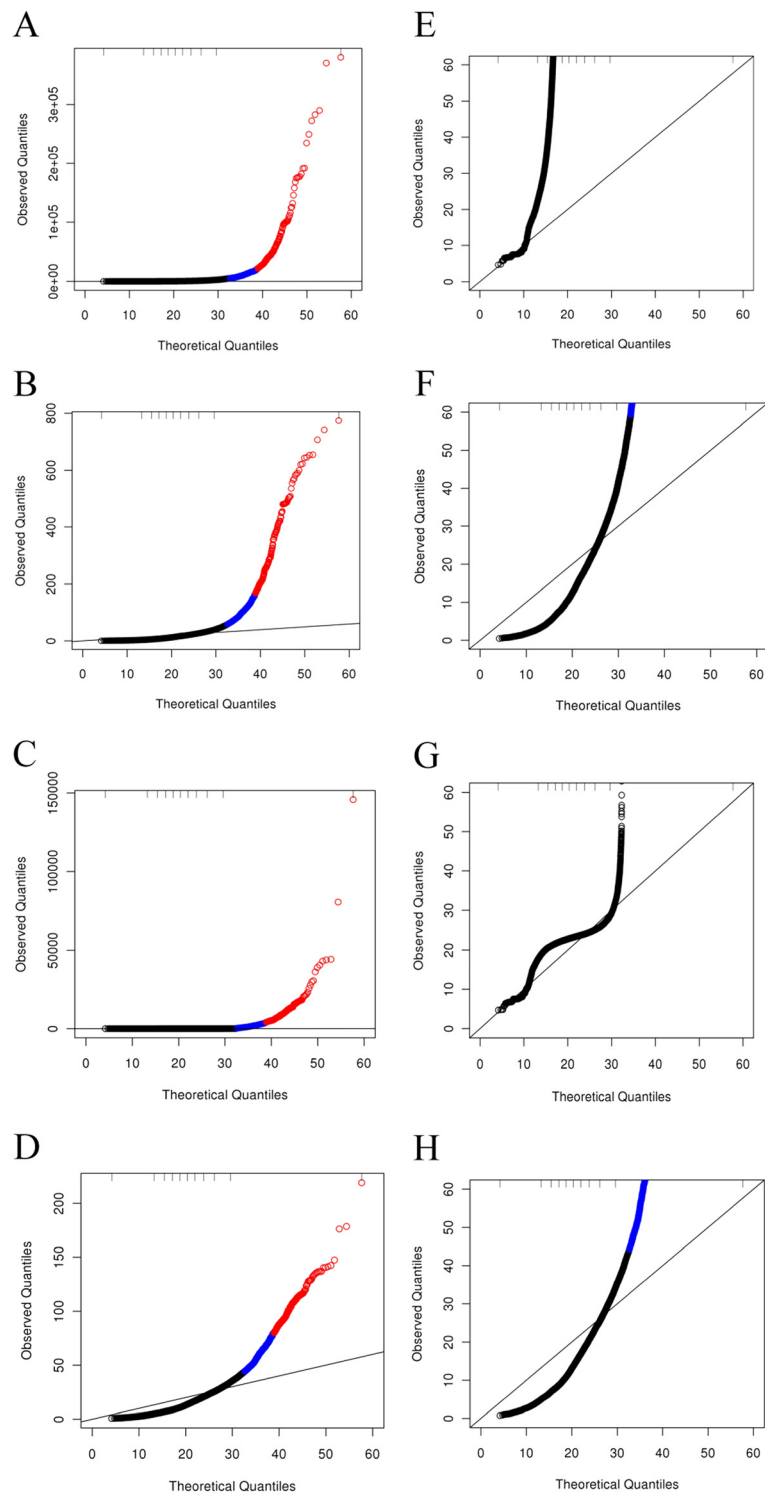 A
Observed Quantiles
0e+00 1e+05 2e+05 3e+05
0 10 20 30 40 50 60
Theoretical Quantiles
E
Observed Quantiles
0 10 20 30 40 50 60
0 10 20 30 40 50 60
Theoretical Quantiles
B
Observed Quantiles
0 200 400 600 800
0 10 20 30 40 50 60
Theoretical Quantiles
F
Observed Quantiles
0 10 20 30 40 50 60
0 10 20 30 40 50 60
Theoretical Quantiles
C
Observed Quantiles
0 50000 100000 150000
0 10 20 30 40 50 60
Theoretical Quantiles
G
Observed Quantiles
0 10 20 30 40 50 60
0 10 20 30 40 50 60
Theoretical Quantiles
D
Observed Quantiles
0 50 100 150 200
0 10 20 30 40 50 60
Theoretical Quantiles
H
Observed Quantiles
0 10 20 30 40 50 60
0 10 20 30 40 50 60
Theoretical Quantiles